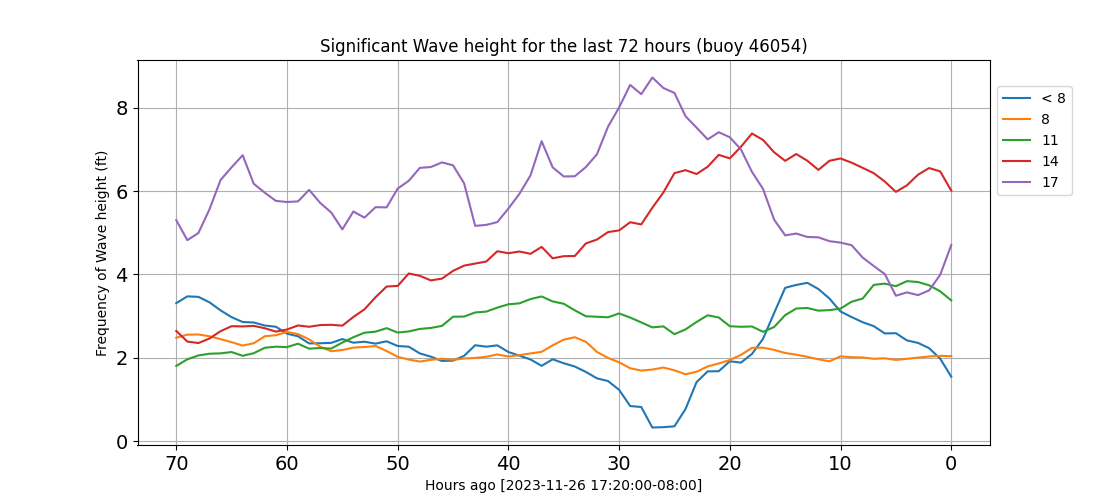 Significant Wave height for the last 72 hours (buoy 46054)
Frequency of Wave height (ft)
8
6
4
2
0
70 60 50 40 30 20 10 0
Hours ago [2023-11-26 17:20:00-08:00]
< 8
8
11
14
17